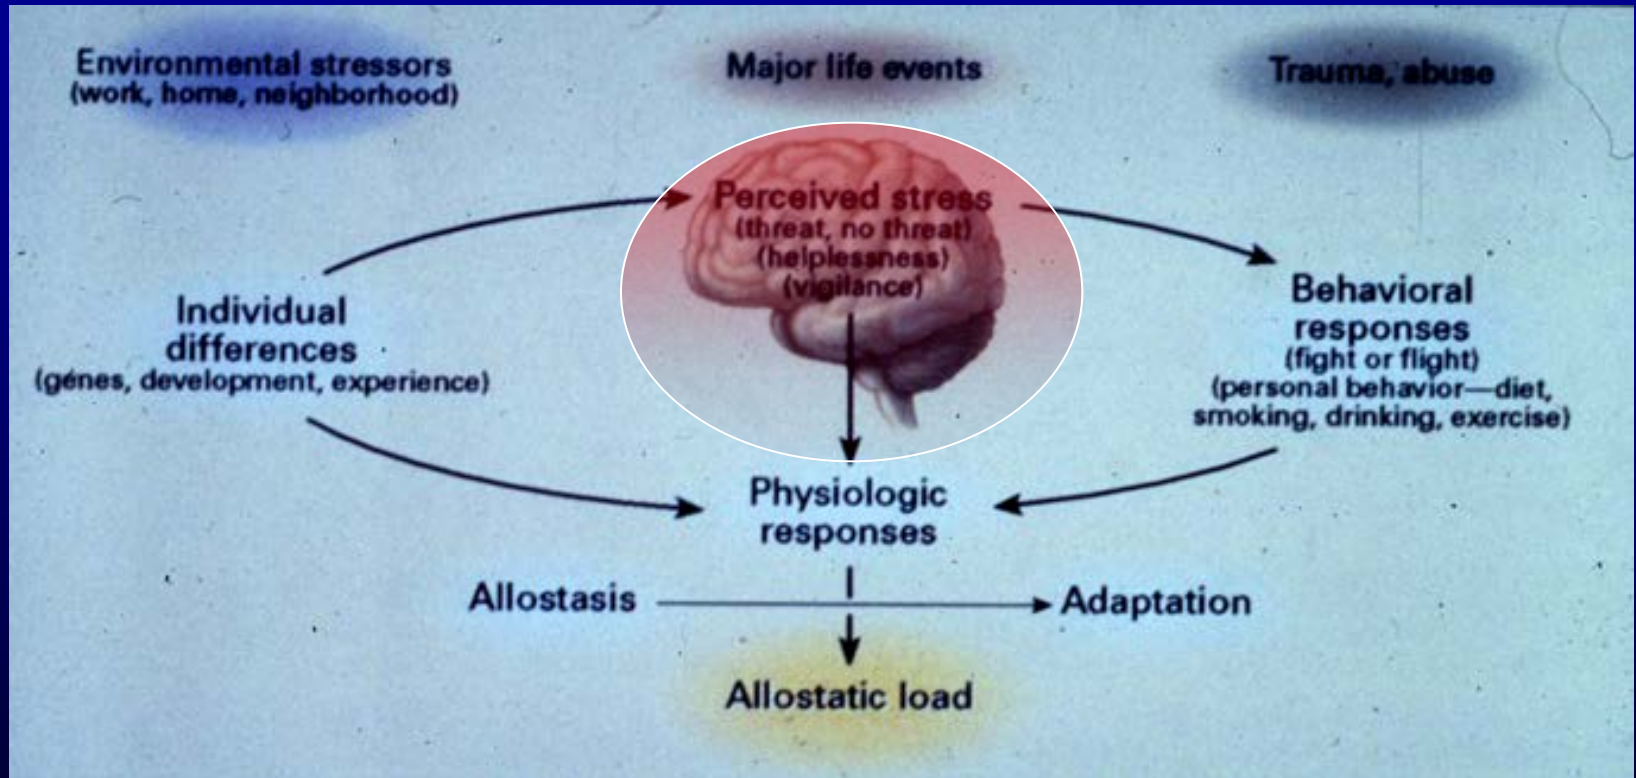 Environmental stressors
(work, home, neighborhood)
Major life events
Trauma, abuse
Perceived stress
(threat, no threat)
(helplessness)
(vigilance)
Individual
differences
(genes, development, experience)
Behavioral
responses
(fight or flight)
(personal behavior—diet,
smoking, drinking, exercise)
Physiologic
responses
Allostasis
Adaptation
Allostatic load